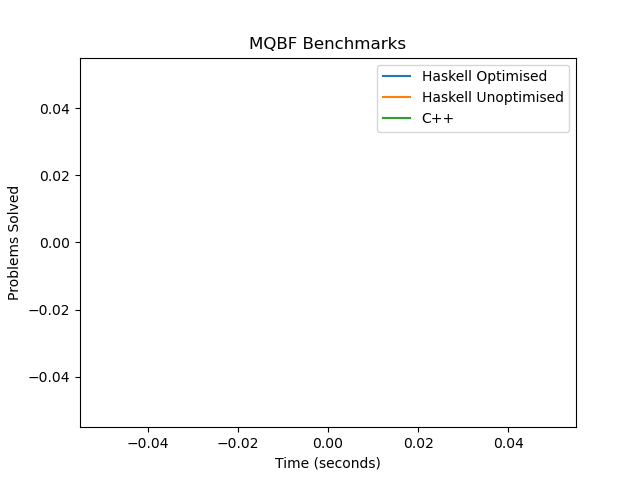 MQBF Benchmarks
Haskell Optimised
Haskell Unoptimised
C++
Problems Solved
0.04
0.02
0.00
−0.02
−0.04
−0.04 −0.02 0.00 0.02 0.04
Time (seconds)